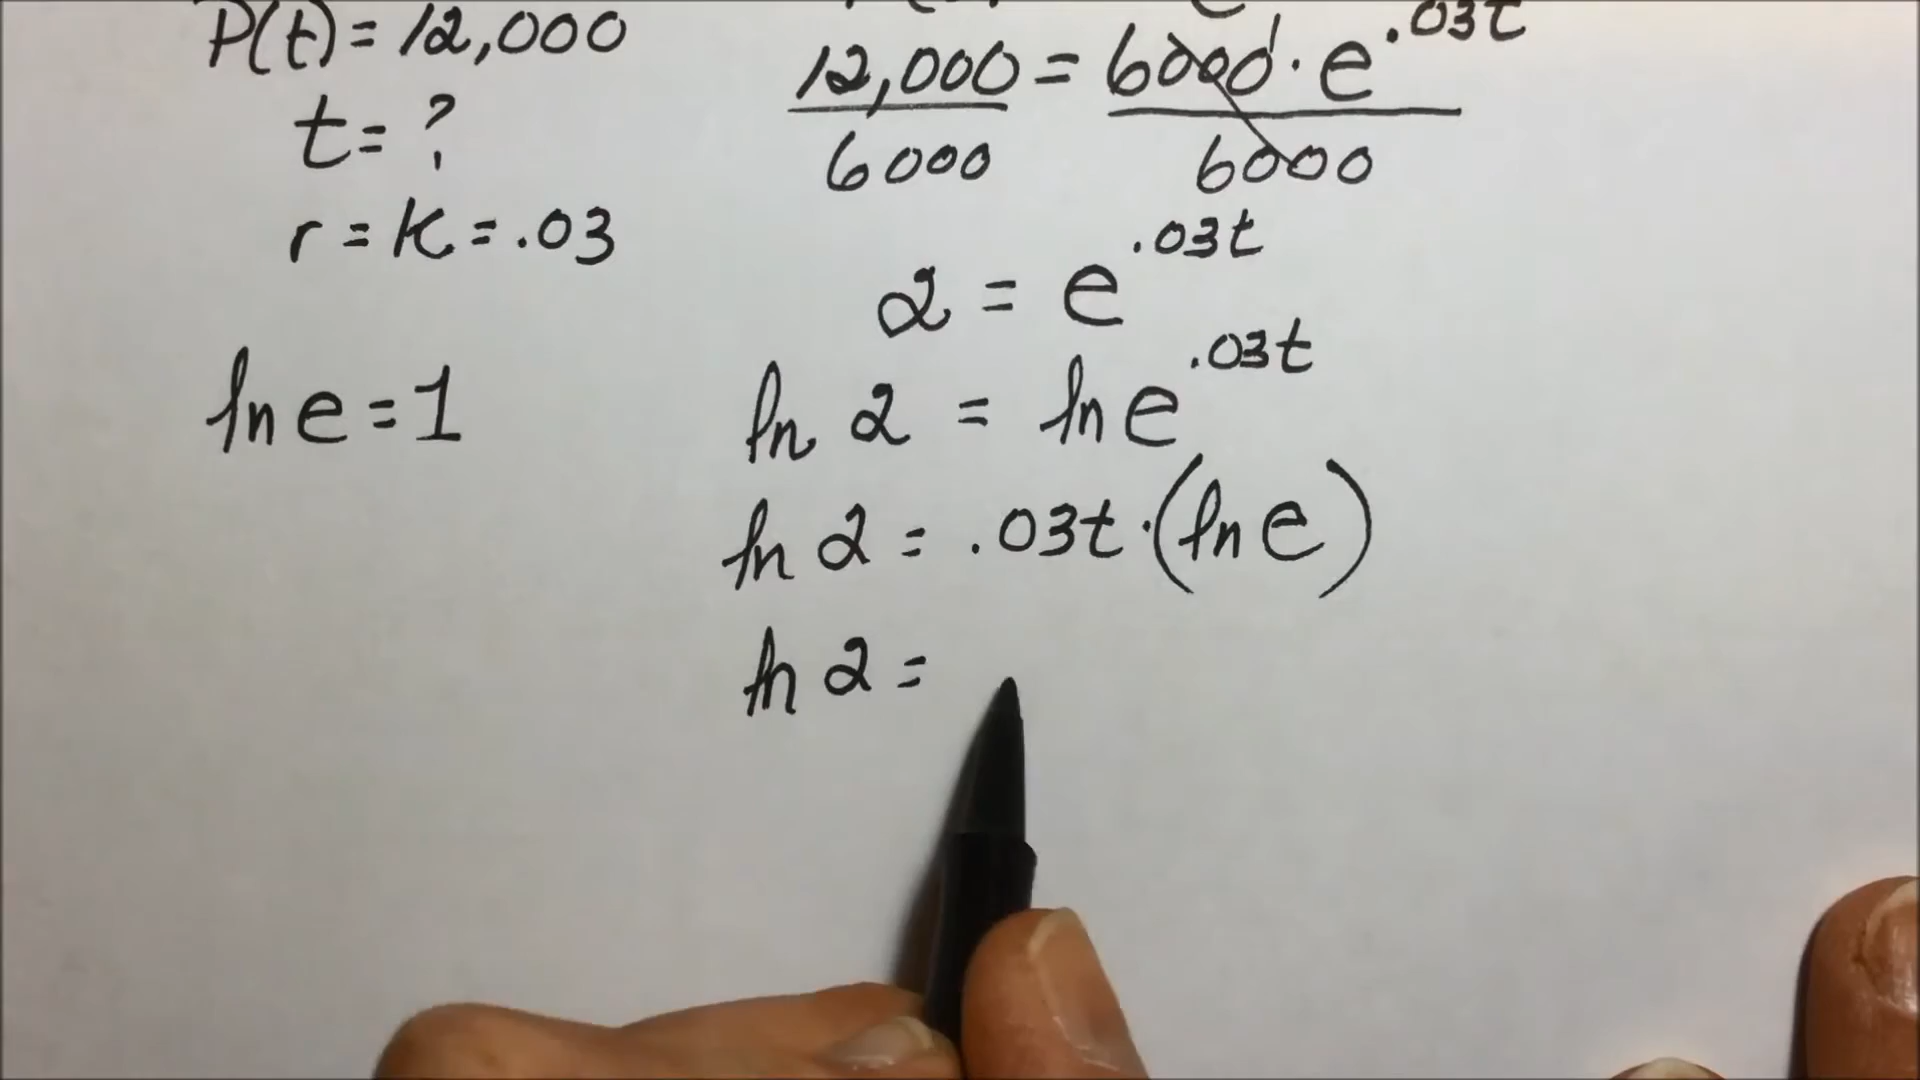 P(t) = 12,000
t = ?
r = k = .03
ln e = 1
12,000 = 6000 · e^.03t
6000 6000
2 = e^.03t
ln 2 = ln e^.03t
ln 2 = .03t · (ln e)
ln 2 =